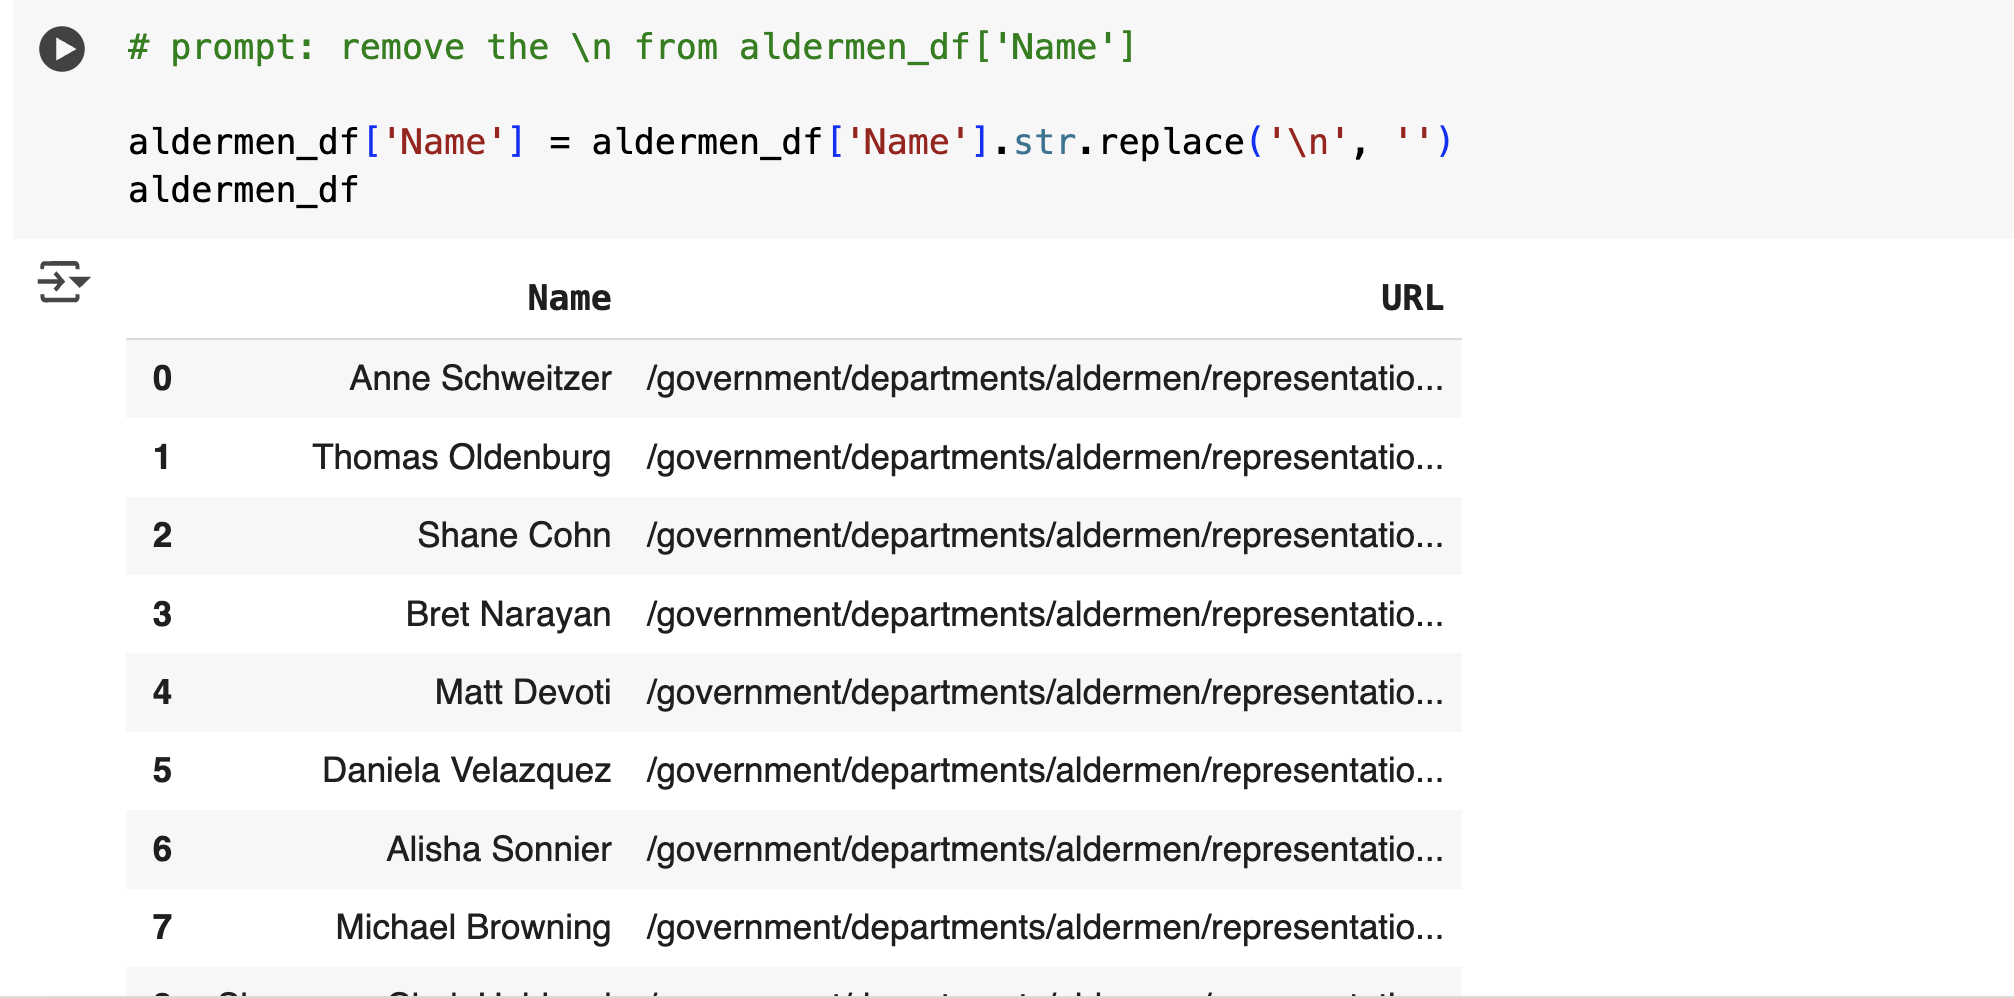 # prompt: remove the \n from aldermen_df['Name']
aldermen_df['Name'] = aldermen_df['Name'].str.replace('\n', '')
aldermen_df
Name URL
0 Anne Schweitzer /government/departments/aldermen/representatio...
1 Thomas Oldenburg /government/departments/aldermen/representatio...
2 Shane Cohn /government/departments/aldermen/representatio...
3 Bret Narayan /government/departments/aldermen/representatio...
4 Matt Devoti /government/departments/aldermen/representatio...
5 Daniela Velazquez /government/departments/aldermen/representatio...
6 Alisha Sonnier /government/departments/aldermen/representatio...
7 Michael Browning /government/departments/aldermen/representatio...